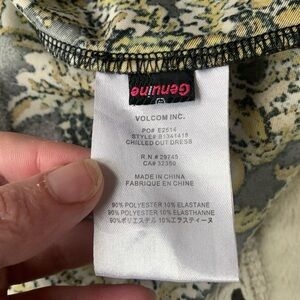 Genuine
VOLCOM INC.
PO# E2514
STYLE# B1341418
CHILLED OUT DRESS
R.N.# 29745
CA# 32350
MADE IN CHINA
FABRIQUE EN CHINE
90% POLYESTER 10% ELASTANE
90% POLYESTER 10% ELASTHANNE
90%ポリエステル 10%エラスティーヌ